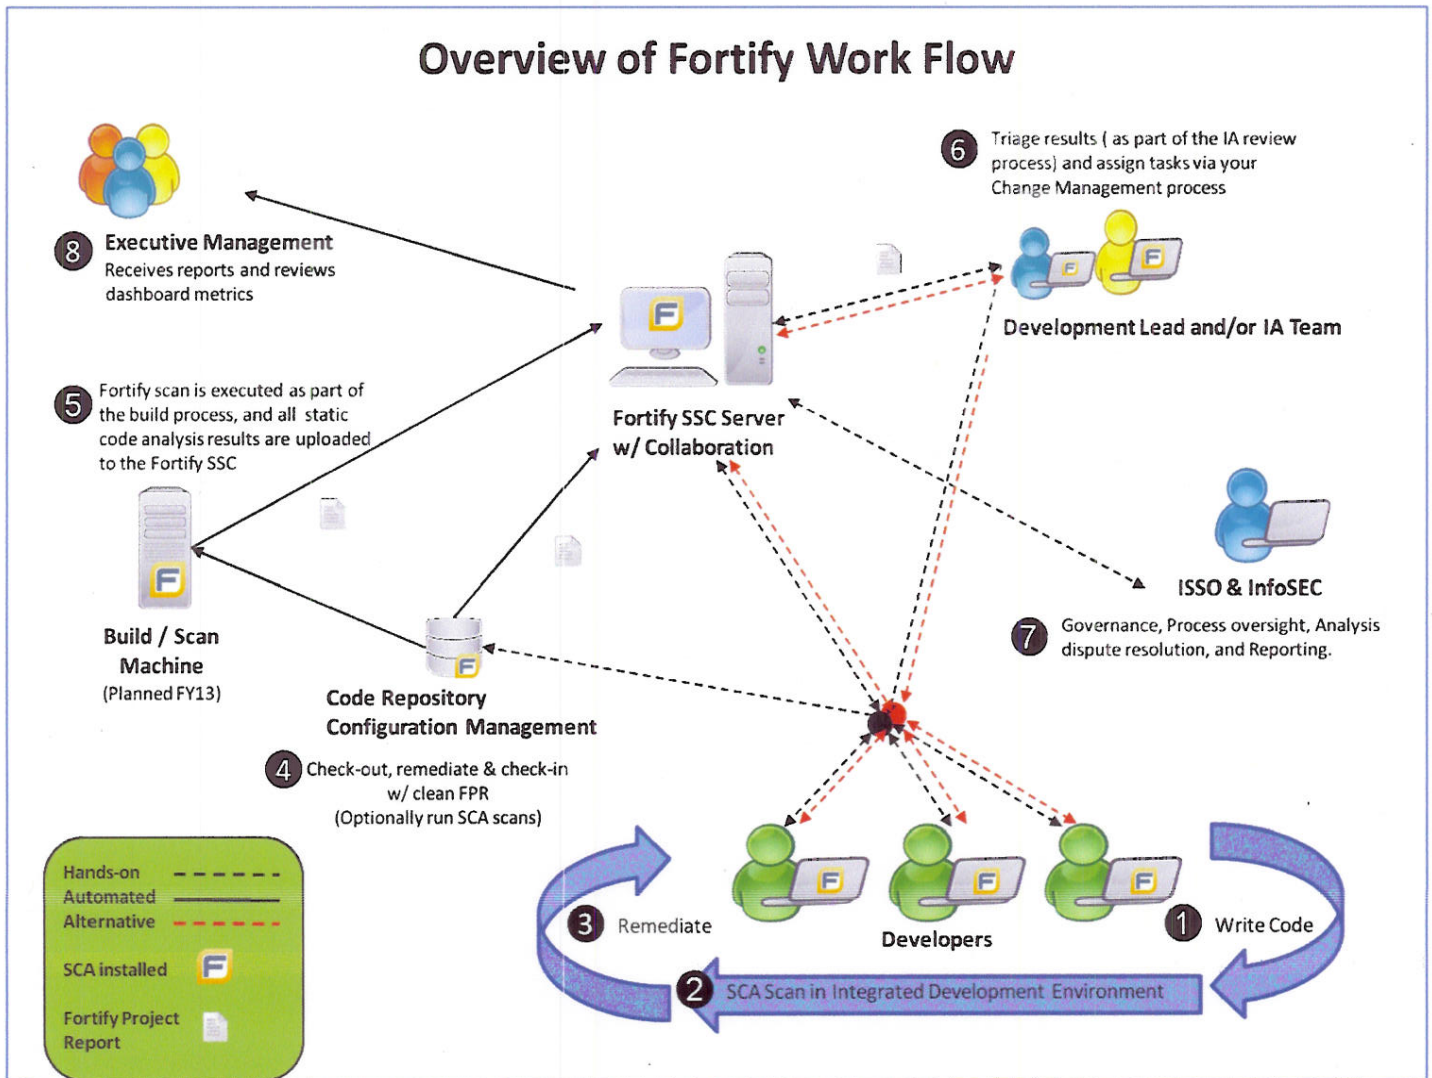 Overview of Fortify Work Flow
6 Triage results ( as part of the IA review
process) and assign tasks via your
Change Management process
Development Lead and/or IA Team
8 Executive Management
Receives reports and reviews
dashboard metrics
F
Fortify SSC Server
w/ Collaboration
5 Fortify scan is executed as part of
the build process, and all static
code analysis results are uploaded
to the Fortify SSC
F
Build / Scan
Machine
(Planned FY13)
ISSO & InfoSEC
7 Governance, Process oversight, Analysis
dispute resolution, and Reporting.
F
Code Repository
Configuration Management
4 Check-out, remediate & check-in
w/ clean FPR
(Optionally run SCA scans)
F F F
Developers
1 Write Code
2 SCA Scan in Integrated Development Environment
3 Remediate
Hands-on
Automated
Alternative
SCA installed F
Fortify Project
Report